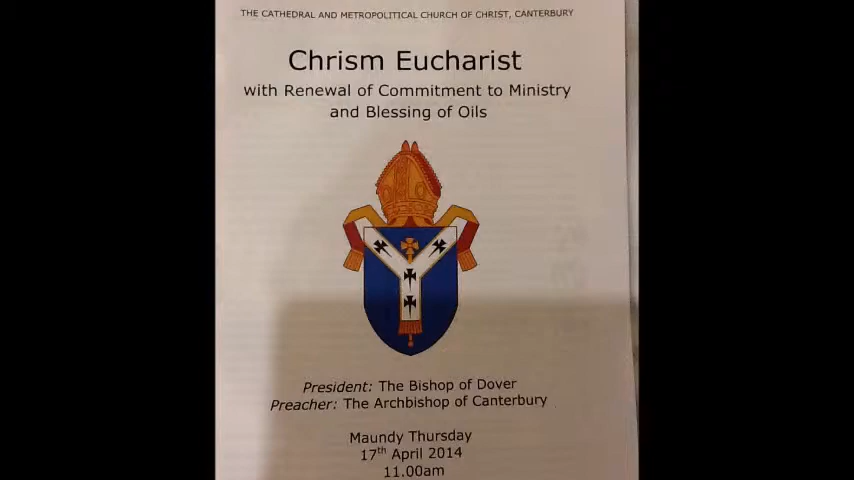 THE CATHEDRAL AND METROPOLITICAL CHURCH OF CHRIST, CANTERBURY
Chrism Eucharist
with Renewal of Commitment to Ministry
and Blessing of Oils
President: The Bishop of Dover
Preacher: The Archbishop of Canterbury
Maundy Thursday
17th April 2014
11.00am